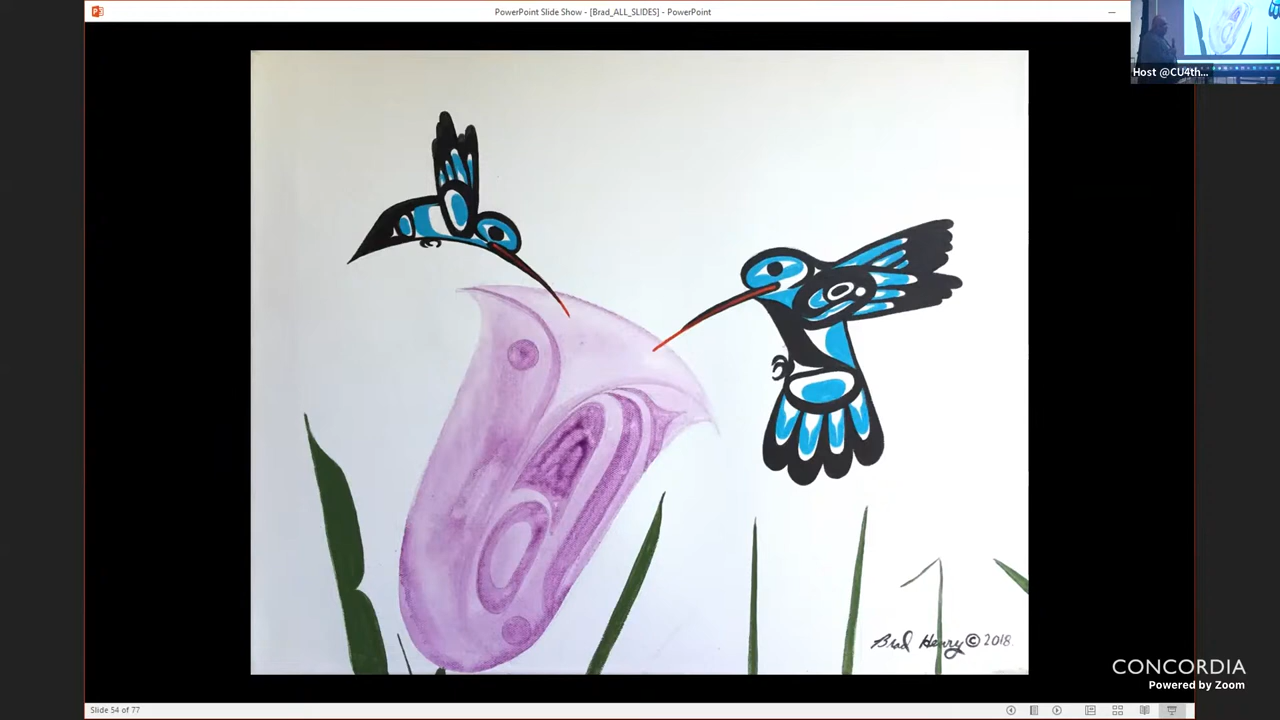 PowerPoint Slide Show - [Brad_ALL_SLIDES] - PowerPoint
Host @CU4th...
Brad Henry © 2018
CONCORDIA
Powered by Zoom
Slide 54 of 77